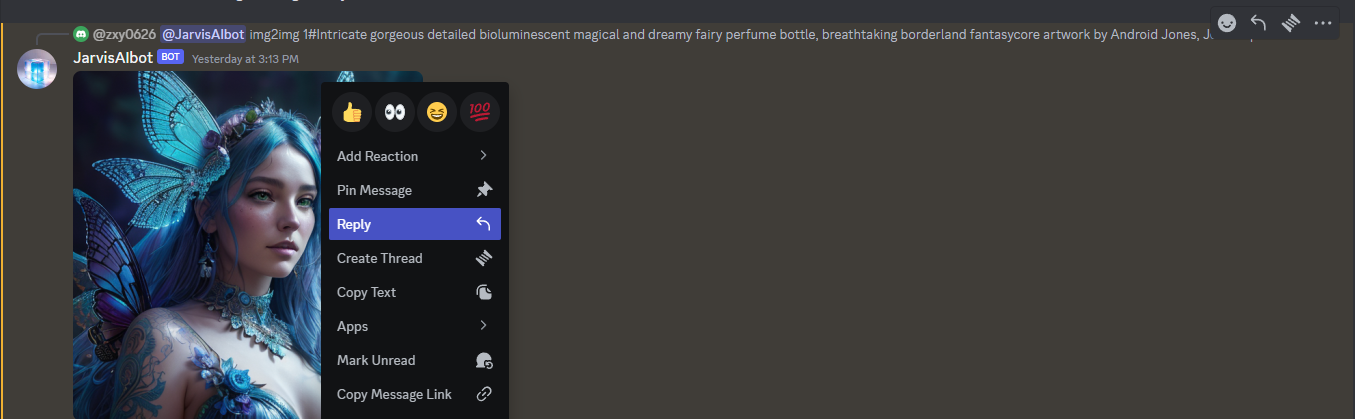 @zxy0626 @JarvisAIbot img2img 1#Intricate gorgeous detailed bioluminescent magical and dreamy fairy perfume bottle, breathtaking borderland fantasycore artwork by Android Jones,
JarvisAIbot BOT Yesterday at 3:13 PM
100
Add Reaction
Pin Message
Reply
Create Thread
Copy Text
Apps
Mark Unread
Copy Message Link